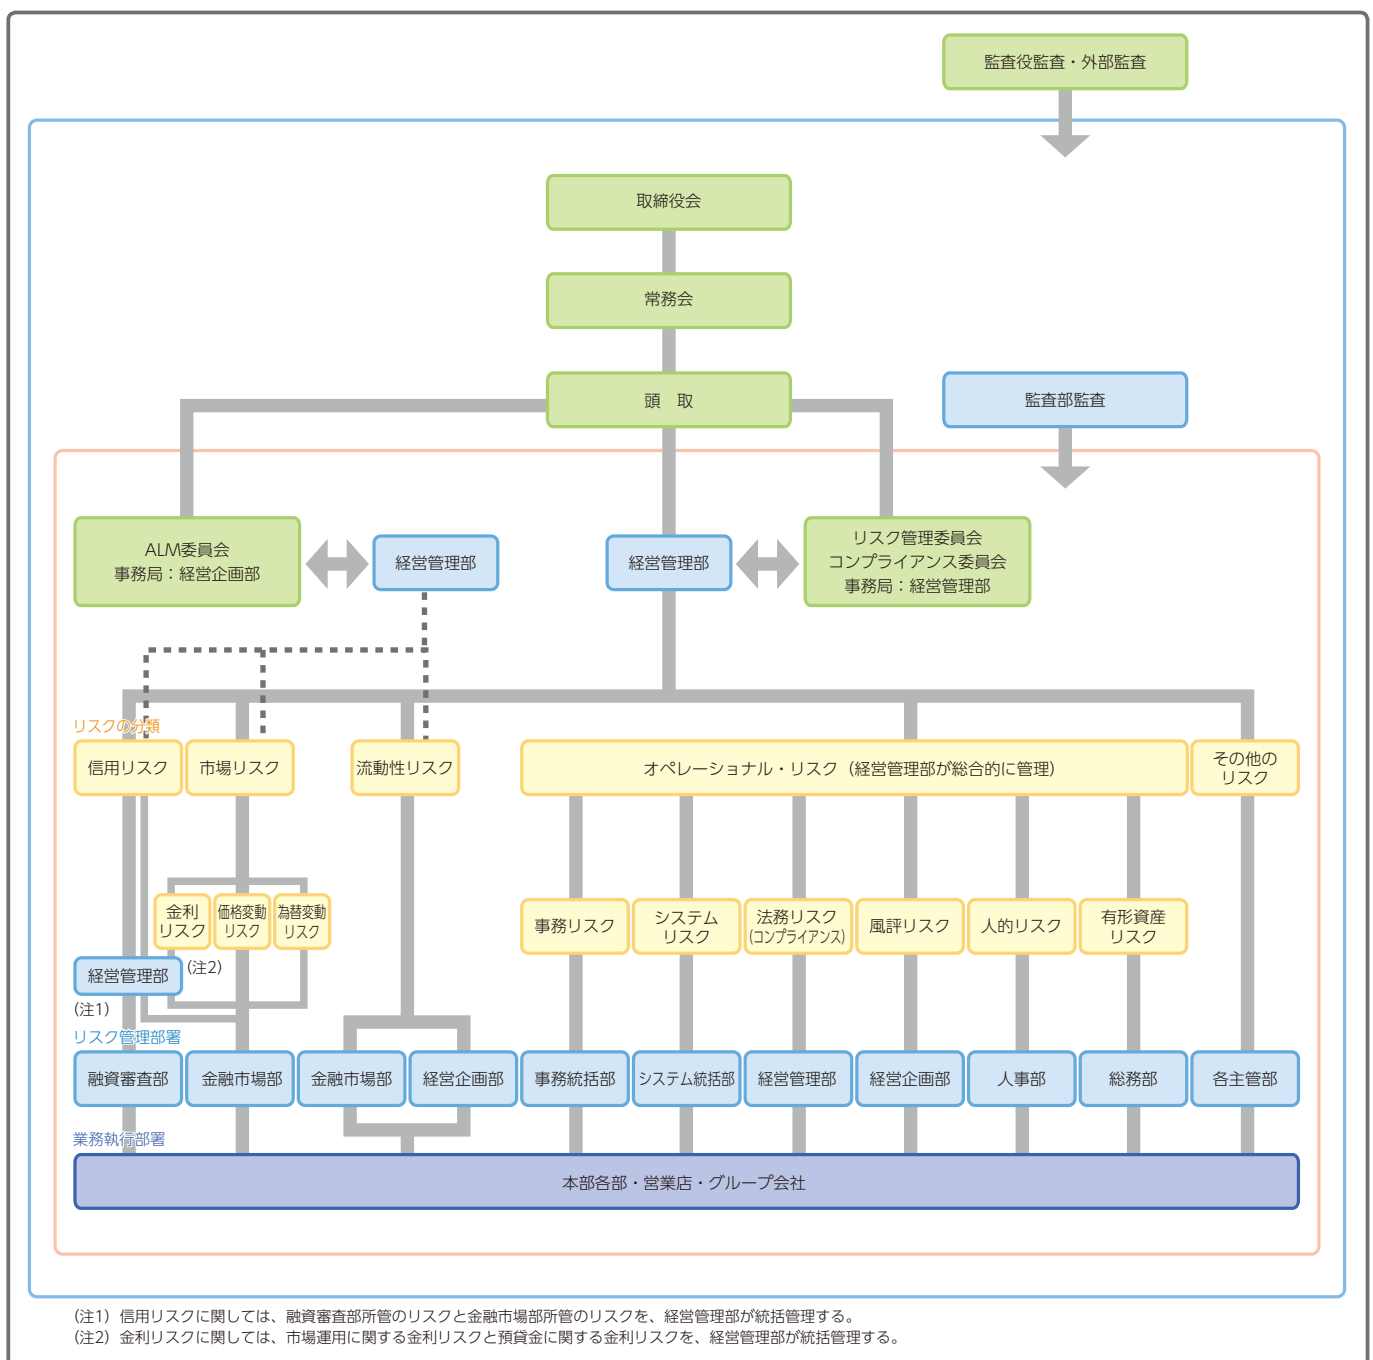 監査役監査・外部監査
取締役会
常務会
頭　取
監査部監査
ALM委員会
事務局：経営企画部
経営管理部
経営管理部
リスク管理委員会
コンプライアンス委員会
事務局：経営管理部
リスクの分類
信用リスク
市場リスク
流動性リスク
オペレーショナル・リスク（経営管理部が総合的に管理）
その他の
リスク
金利
リスク
価格変動
リスク
為替変動
リスク
事務リスク
システム
リスク
法務リスク
(コンプライアンス)
風評リスク
人的リスク
有形資産
リスク
経営管理部
（注2）
（注1）
リスク管理部署
融資審査部
金融市場部
金融市場部
経営企画部
事務統括部
システム統括部
経営管理部
経営企画部
人事部
総務部
各主管部
業務執行部署
本部各部・営業店・グループ会社
（注1）信用リスクに関しては、融資審査部所管のリスクと金融市場部所管のリスクを、経営管理部が統括管理する。
（注2）金利リスクに関しては、市場運用に関する金利リスクと預貸金に関する金利リスクを、経営管理部が統括管理する。